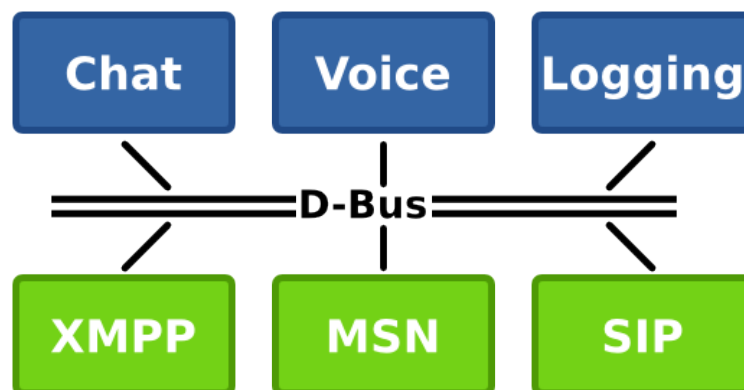 Chat
Voice
Logging
D-Bus
XMPP
MSN
SIP